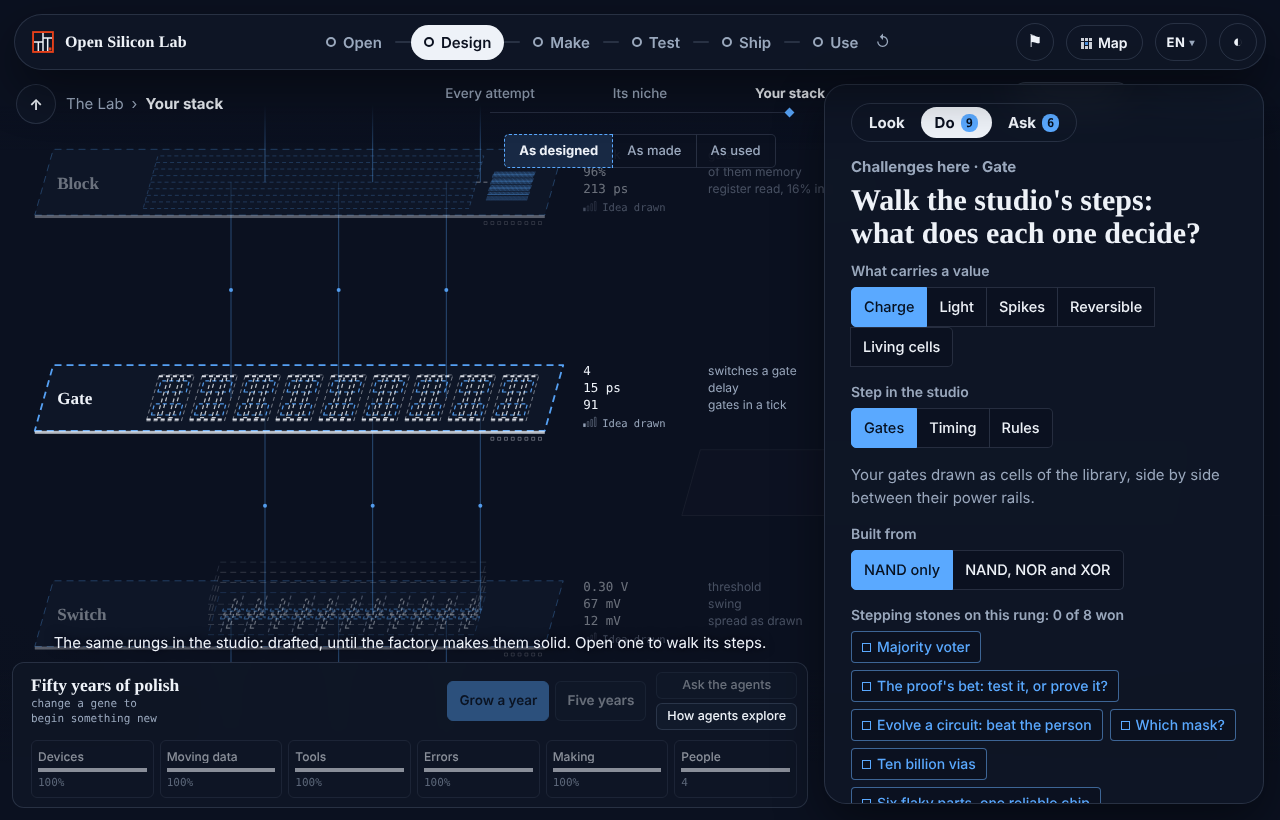 Open Silicon Lab
Open
Design
Make
Test
Ship
Use
Map
EN
The Lab › Your stack
Every attempt
Its niche
Your stack
As designed
As made
As used
Block
96%
of them memory
213 ps
register read, 16% in
Idea drawn
Gate
4
switches a gate
15 ps
delay
91
gates in a tick
Idea drawn
Switch
0.30 V
threshold
67 mV
swing
12 mV
spread as drawn
The same rungs in the studio: drafted, until the factory makes them solid. Open one to walk its steps.
Fifty years of polish
change a gene to
begin something new
Grow a year
Five years
Ask the agents
How agents explore
Devices
100%
Moving data
100%
Tools
100%
Errors
100%
Making
100%
People
4
Look
Do 9
Ask 6
Challenges here · Gate
Walk the studio's steps:
what does each one decide?
What carries a value
Charge
Light
Spikes
Reversible
Living cells
Step in the studio
Gates
Timing
Rules
Your gates drawn as cells of the library, side by side
between their power rails.
Built from
NAND only
NAND, NOR and XOR
Stepping stones on this rung: 0 of 8 won
Majority voter
The proof's bet: test it, or prove it?
Evolve a circuit: beat the person
Which mask?
Ten billion vias
Six flaky parts, one reliable chip